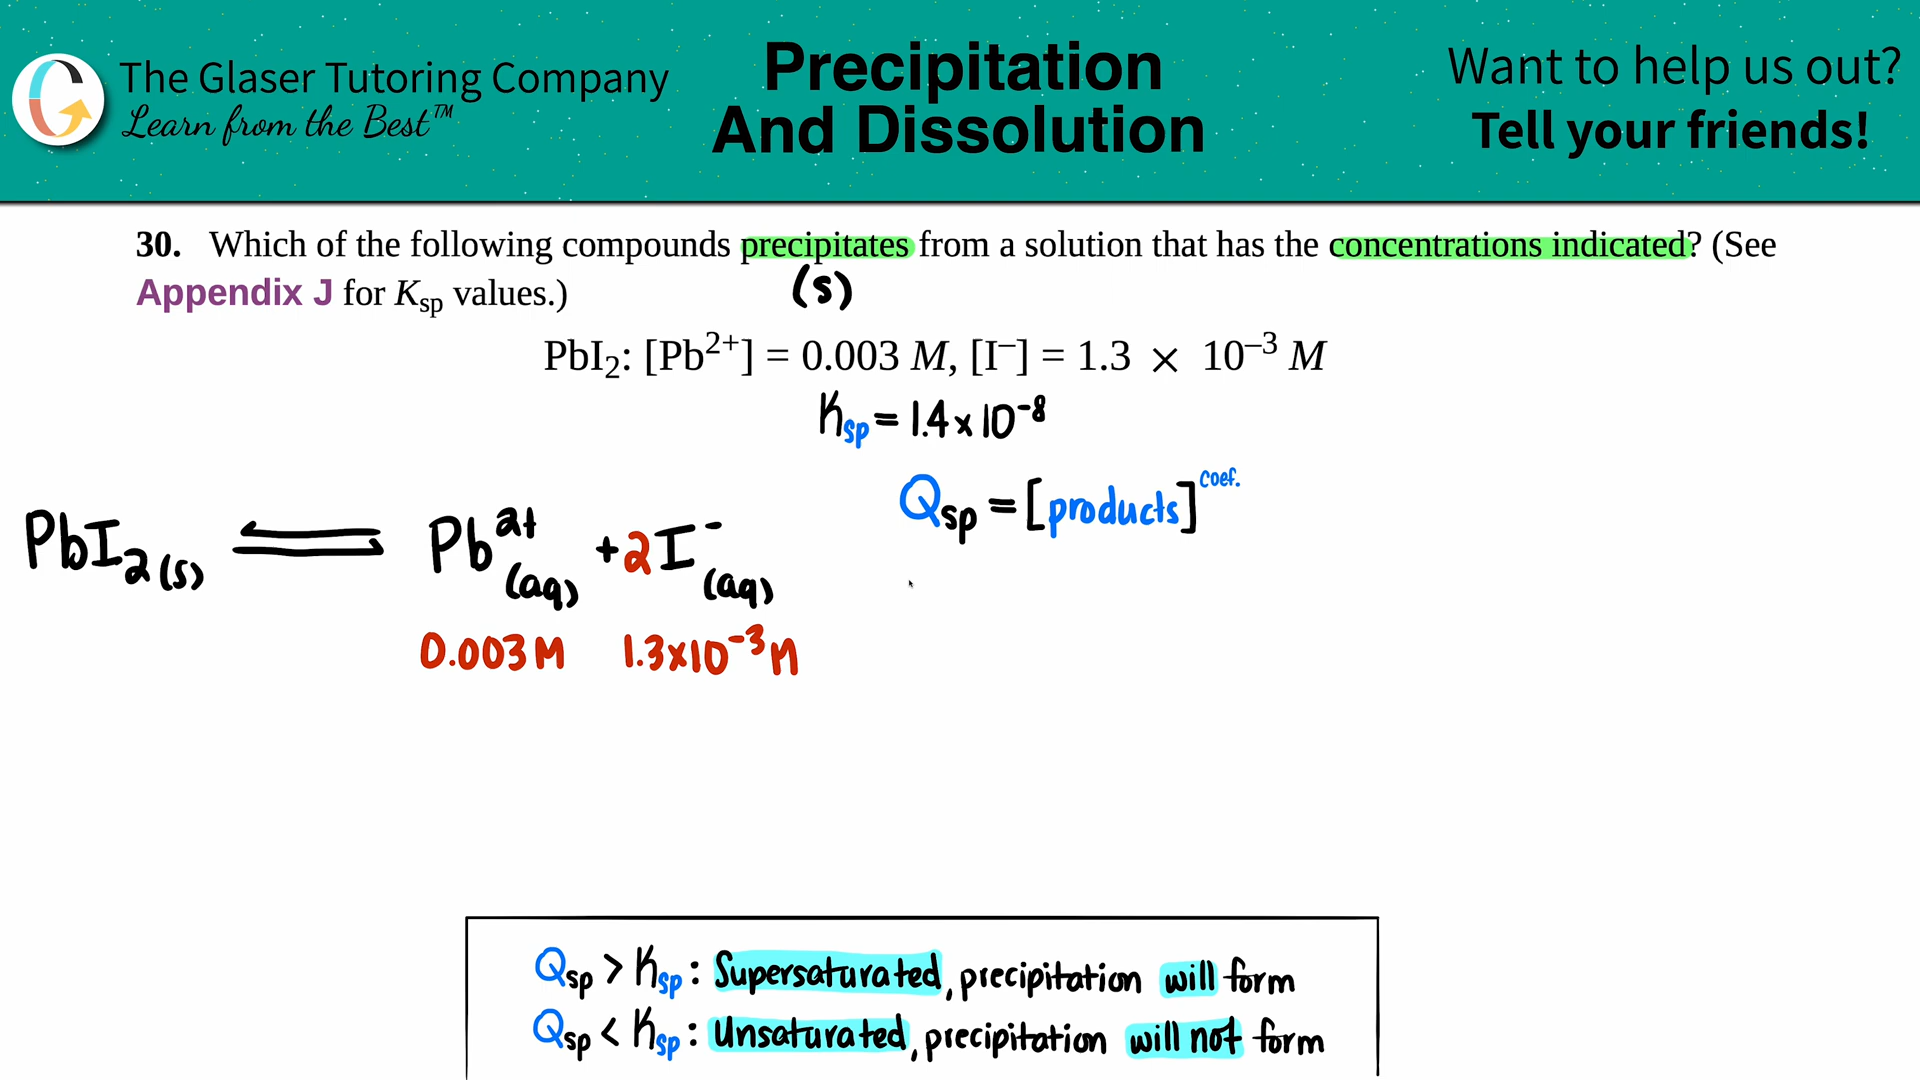 The Glaser Tutoring Company
Learn from the Best™
Precipitation
And Dissolution
Want to help us out?
Tell your friends!
30. Which of the following compounds precipitates from a solution that has the concentrations indicated? (See
Appendix J for Ksp values.)
(s)
PbI₂: [Pb²⁺] = 0.003 M, [I⁻] = 1.3 × 10⁻³ M
Ksp = 1.4 x 10⁻⁸
Qsp = [products]ᶜᵒᵉᶠ·
PbI₂(s) ⇌ Pb²⁺(aq) + 2I⁻(aq)
0.003 M 1.3x10⁻³ M
Qsp > Ksp : Supersaturated, precipitation will form
Qsp < Ksp : Unsaturated, precipitation will not form